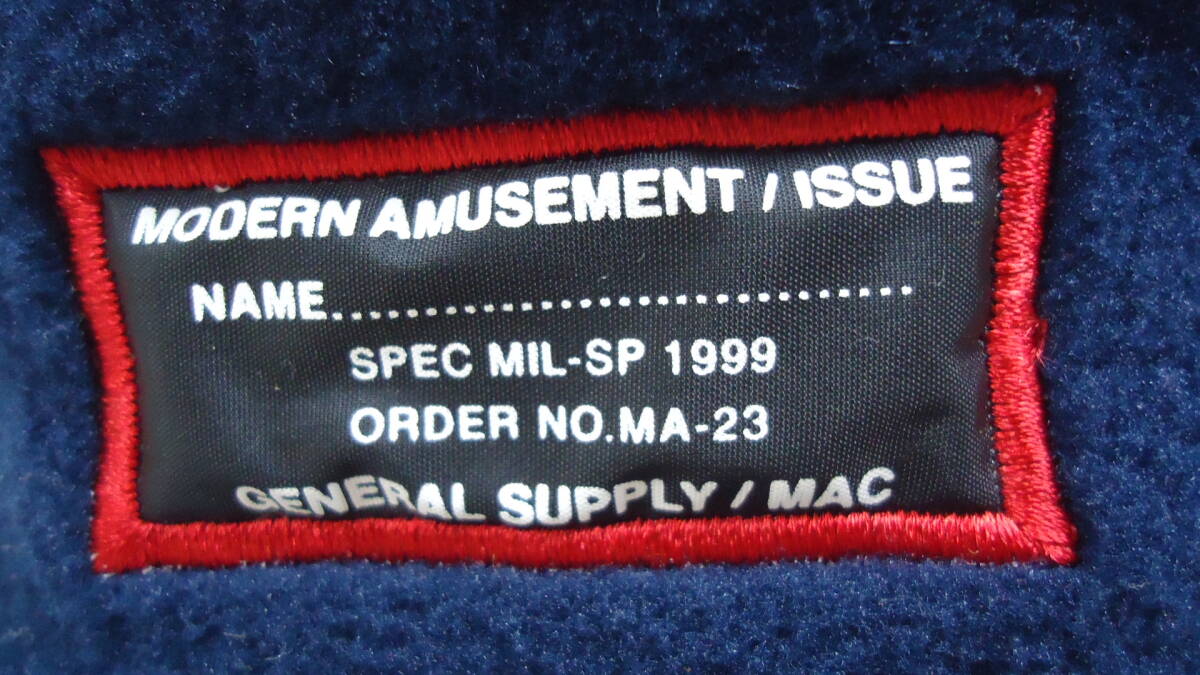 MODERN AMUSEMENT / ISSUE
NAME..............................
SPEC MIL-SP 1999
ORDER NO.MA-23
GENERAL SUPPLY / MAC